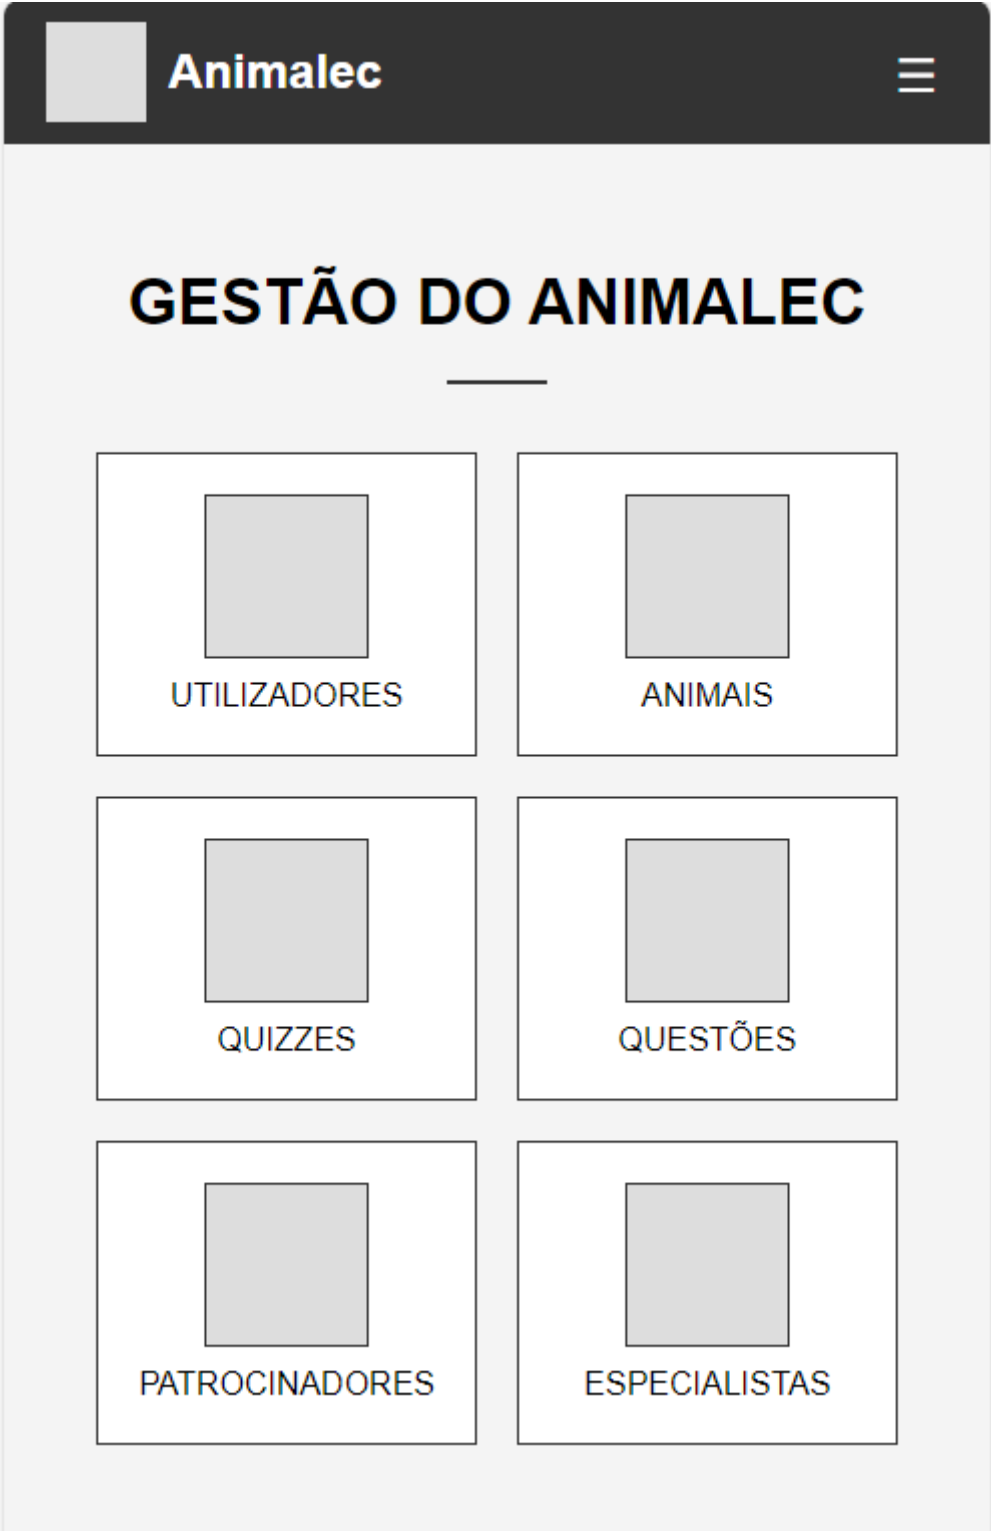 Animalec
GESTÃO DO ANIMALEC
UTILIZADORES
ANIMAIS
QUIZZES
QUESTÕES
PATROCINADORES
ESPECIALISTAS